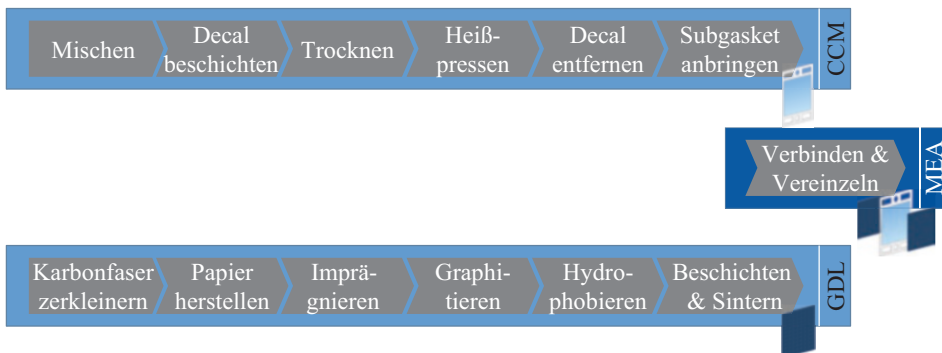 Mischen
Decal
beschichten
Trocknen
Heiß-
pressen
Decal
entfernen
Subgasket
anbringen
CCM
Verbinden &
Vereinzeln
MEA
Karbonfaser
zerkleinern
Papier
herstellen
Imprä-
gnieren
Graphi-
tieren
Hydro-
phobieren
Beschichten
& Sintern
GDL